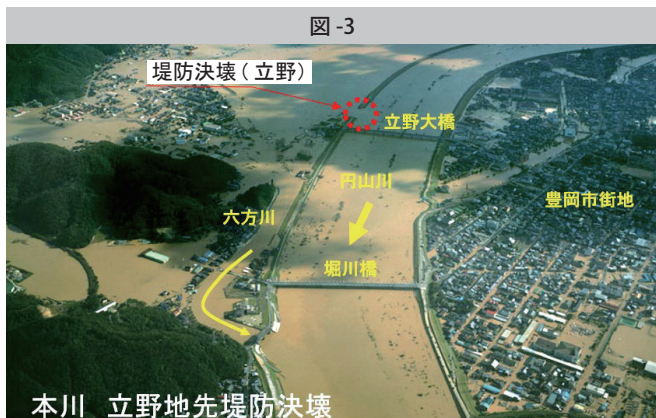 図-3
堤防決壊(立野)
立野大橋
円山川
豊岡市街地
六方川
堀川橋
本川 立野地先堤防決壊